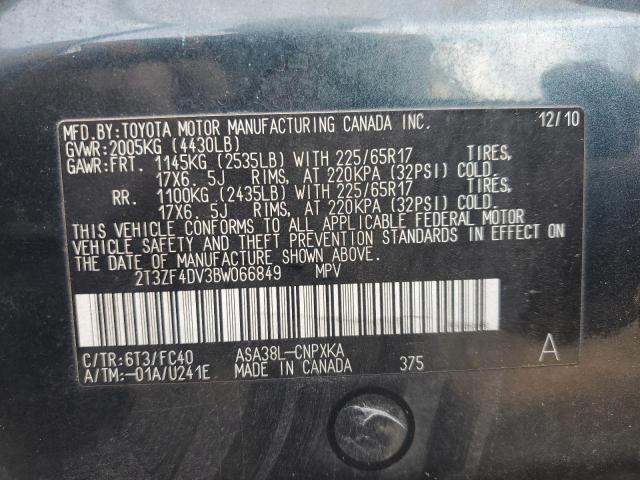 MFD.BY:TOYOTA MOTOR MANUFACTURING CANADA INC. 12/10
GVWR:2005KG (4430LB)
GAWR:FRT. 1145KG (2535LB) WITH 225/65R17 TIRES,
17X6. 5J RIMS, AT 220KPA (32PSI) COLD.
RR. 1100KG (2435LB) WITH 225/65R17 TIRES,
17X6. 5J RIMS, AT 220KPA (32PSI) COLD.
THIS VEHICLE CONFORMS TO ALL APPLICABLE FEDERAL MOTOR
VEHICLE SAFETY AND THEFT PREVENTION STANDARDS IN EFFECT ON
THE DATE OF MANUFACTURE SHOWN ABOVE.
2T3ZF4DV3BW066849 MPV
C/TR:6T3/FC40 ASA38L-CNPXKA A
A/TM:-01A/U241E MADE IN CANADA 375